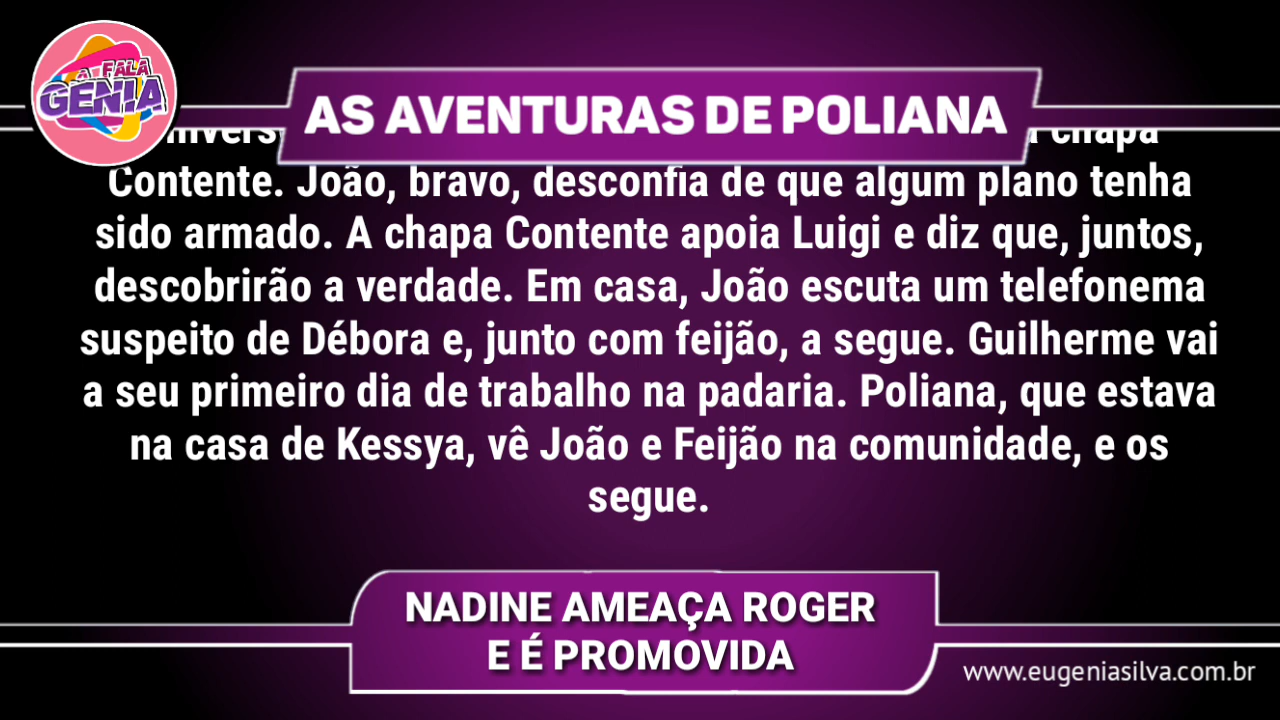 A FALA
GENIA
AS AVENTURAS DE POLIANA
chapa
Contente. João, bravo, desconfia de que algum plano tenha
sido armado. A chapa Contente apoia Luigi e diz que, juntos,
descobrirão a verdade. Em casa, João escuta um telefonema
suspeito de Débora e, junto com feijão, a segue. Guilherme vai
a seu primeiro dia de trabalho na padaria. Poliana, que estava
na casa de Kessya, vê João e Feijão na comunidade, e os
segue.
NADINE AMEAÇA ROGER
E É PROMOVIDA
www.eugeniasilva.com.br